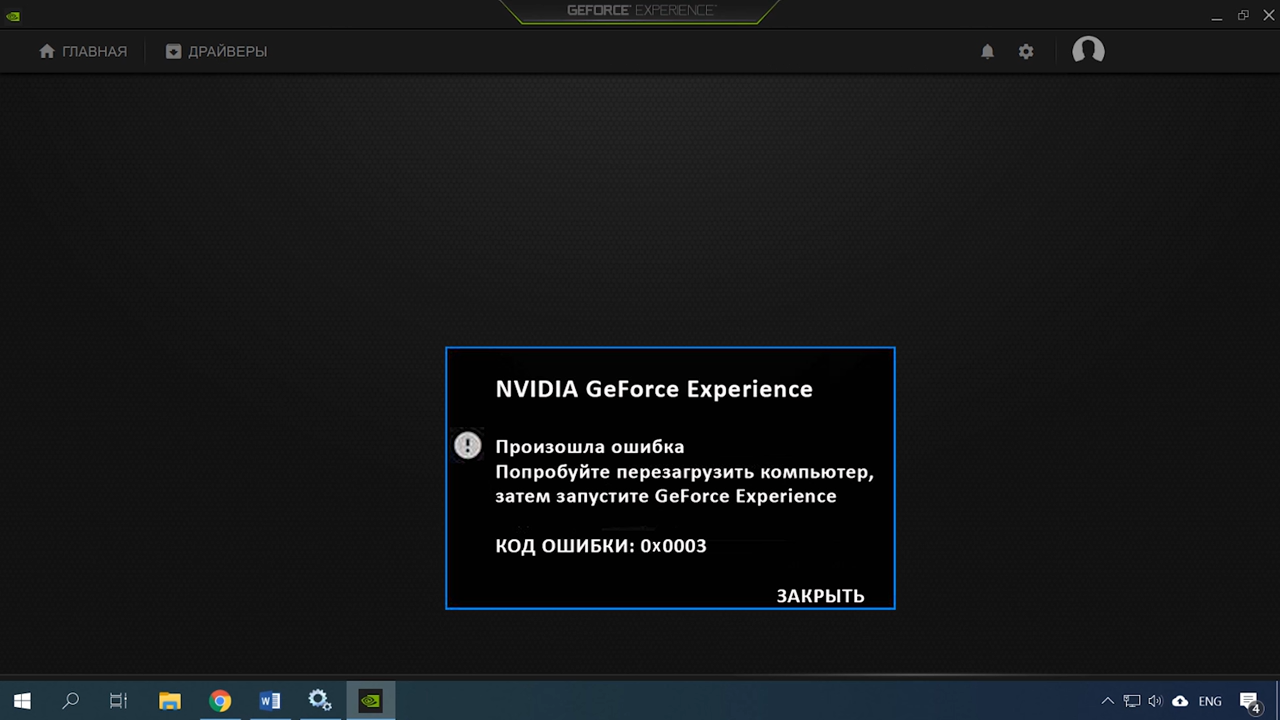 GEFORCE EXPERIENCE
ГЛАВНАЯ
ДРАЙВЕРЫ
NVIDIA GeForce Experience
Произошла ошибка
Попробуйте перезагрузить компьютер,
затем запустите GeForce Experience
КОД ОШИБКИ: 0x0003
ЗАКРЫТЬ
W
ENG
4